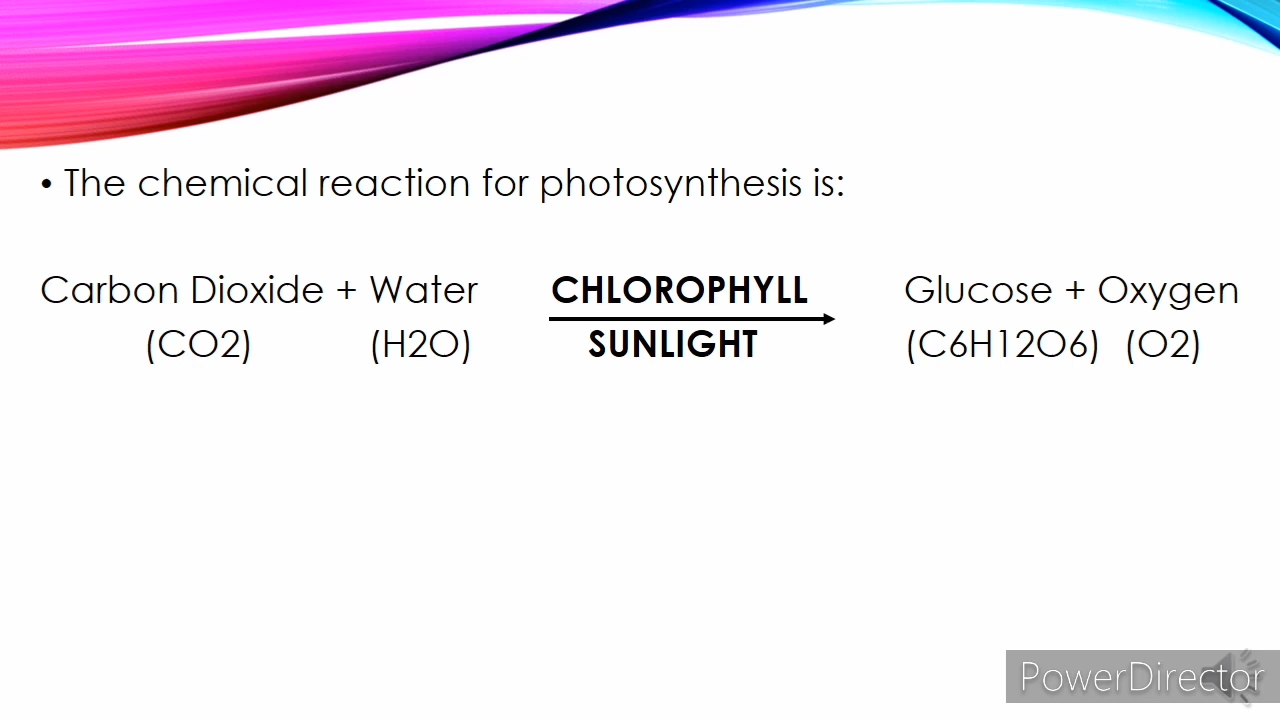 • The chemical reaction for photosynthesis is:
Carbon Dioxide + Water CHLOROPHYLL Glucose + Oxygen
(CO2) (H2O) SUNLIGHT (C6H12O6) (O2)
PowerDirector